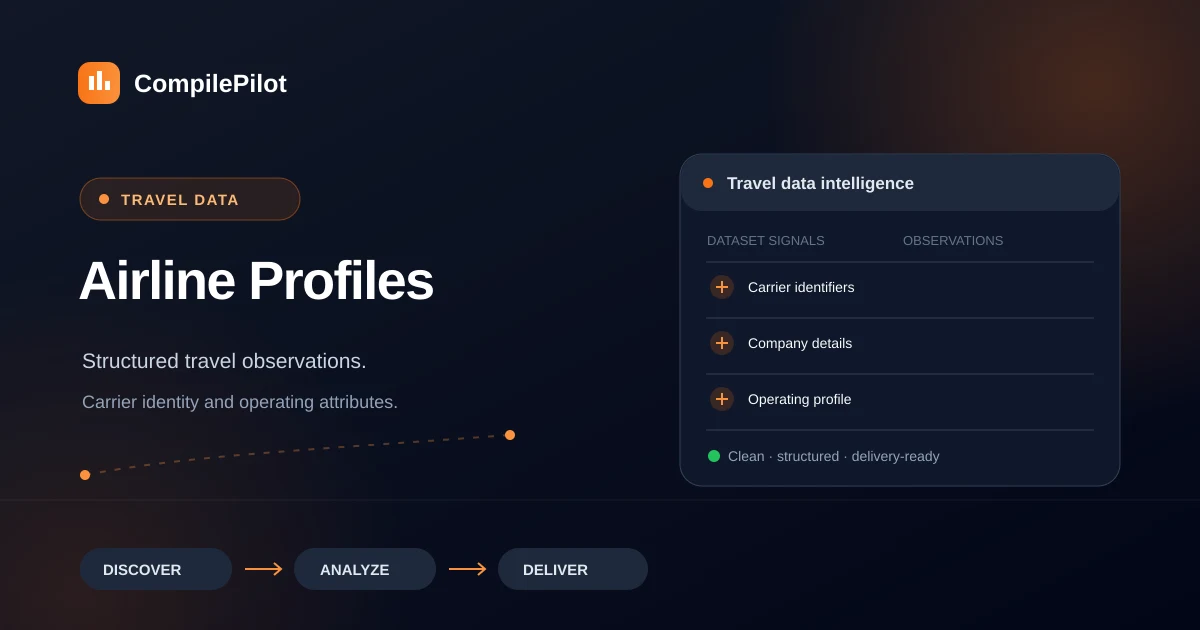 CompilePilot
TRAVEL DATA
Airline Profiles
Structured travel observations.
Carrier identity and operating attributes.
Travel data intelligence
DATASET SIGNALS OBSERVATIONS
Carrier identifiers
Company details
Operating profile
Clean · structured · delivery-ready
DISCOVER ANALYZE DELIVER